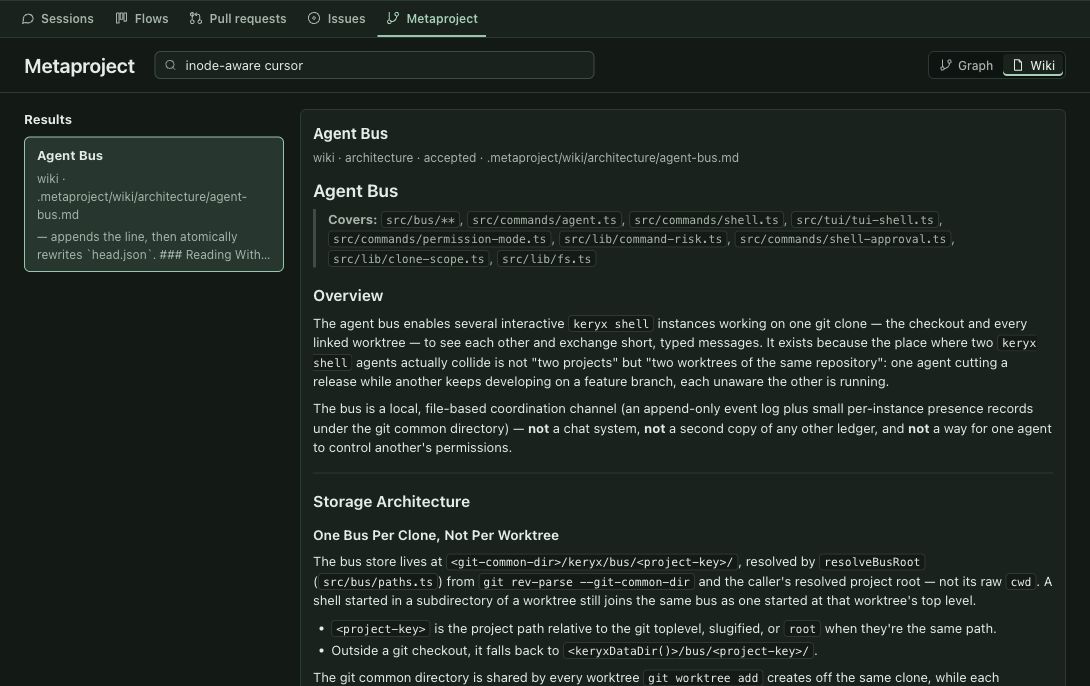 Sessions Flows Pull requests Issues Metaproject
Metaproject inode-aware cursor Graph Wiki
Results
Agent Bus
wiki ·
.metaproject/wiki/architecture/agent-
bus.md
— appends the line, then atomically
rewrites `head.json`. ### Reading With...
Agent Bus
wiki · architecture · accepted · .metaproject/wiki/architecture/agent-bus.md
Agent Bus
Covers: src/bus/**, src/commands/agent.ts, src/commands/shell.ts, src/tui/tui-shell.ts,
src/commands/permission-mode.ts, src/lib/command-risk.ts, src/commands/shell-approval.ts,
src/lib/clone-scope.ts, src/lib/fs.ts
Overview
The agent bus enables several interactive keryx shell instances working on one git clone — the checkout and every
linked worktree — to see each other and exchange short, typed messages. It exists because the place where two keryx
shell agents actually collide is not "two projects" but "two worktrees of the same repository": one agent cutting a
release while another keeps developing on a feature branch, each unaware the other is running.
The bus is a local, file-based coordination channel (an append-only event log plus small per-instance presence records
under the git common directory) — not a chat system, not a second copy of any other ledger, and not a way for one agent
to control another's permissions.
Storage Architecture
One Bus Per Clone, Not Per Worktree
The bus store lives at <git-common-dir>/keryx/bus/<project-key>/, resolved by resolveBusRoot
(src/bus/paths.ts) from git rev-parse --git-common-dir and the caller's resolved project root — not its raw cwd. A
shell started in a subdirectory of a worktree still joins the same bus as one started at that worktree's top level.
• <project-key> is the project path relative to the git toplevel, slugified, or root when they're the same path.
• Outside a git checkout, it falls back to <keryxDataDir()>/bus/<project-key>/.
The git common directory is shared by every worktree git worktree add creates off the same clone, while each